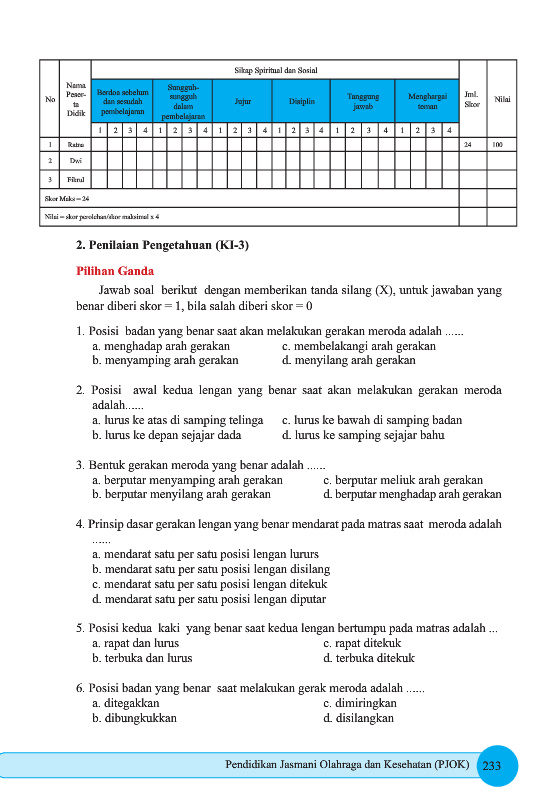 Sikap Spiritual dan Sosial
No
Nama
Peser-
ta
Didik
Berdoa sebelum
dan sesudah
pembelajaran
Sungguh-
sungguh
dalam
pembelajaran
Jujur
Disiplin
Tanggung
jawab
Menghargai
teman
Jml.
Skor
Nilai
1 2 3 4 1 2 3 4 1 2 3 4 1 2 3 4 1 2 3 4 1 2 3 4
1 Ratna 24 100
2 Dwi
3 Fikrul
Skor Maks = 24
Nilai = skor perolehan/skor maksimal x 4
2. Penilaian Pengetahuan (KI-3)
Pilihan Ganda
Jawab soal berikut dengan memberikan tanda silang (X), untuk jawaban yang
benar diberi skor = 1, bila salah diberi skor = 0
1. Posisi badan yang benar saat akan melakukan gerakan meroda adalah ......
a. menghadap arah gerakan c. membelakangi arah gerakan
b. menyamping arah gerakan d. menyilang arah gerakan
2. Posisi awal kedua lengan yang benar saat akan melakukan gerakan meroda
adalah......
a. lurus ke atas di samping telinga c. lurus ke bawah di samping badan
b. lurus ke depan sejajar dada d. lurus ke samping sejajar bahu
3. Bentuk gerakan meroda yang benar adalah ......
a. berputar menyamping arah gerakan c. berputar meliuk arah gerakan
b. berputar menyilang arah gerakan d. berputar menghadap arah gerakan
4. Prinsip dasar gerakan lengan yang benar mendarat pada matras saat meroda adalah
......
a. mendarat satu per satu posisi lengan lururs
b. mendarat satu per satu posisi lengan disilang
c. mendarat satu per satu posisi lengan ditekuk
d. mendarat satu per satu posisi lengan diputar
5. Posisi kedua kaki yang benar saat kedua lengan bertumpu pada matras adalah ...
a. rapat dan lurus c. rapat ditekuk
b. terbuka dan lurus d. terbuka ditekuk
6. Posisi badan yang benar saat melakukan gerak meroda adalah ......
a. ditegakkan c. dimiringkan
b. dibungkukkan d. disilangkan
Pendidikan Jasmani Olahraga dan Kesehatan (PJOK) 233